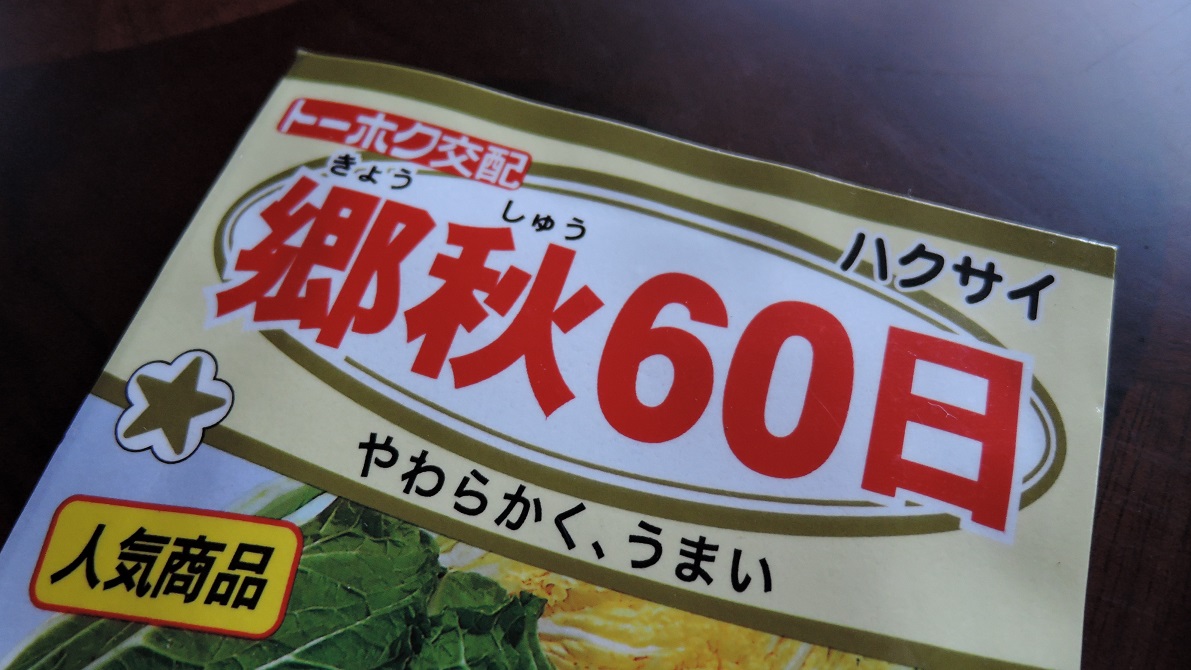 トーホク交配
きょう しゅう
郷秋60日
ハクサイ
やわらかく、うまい
人気商品